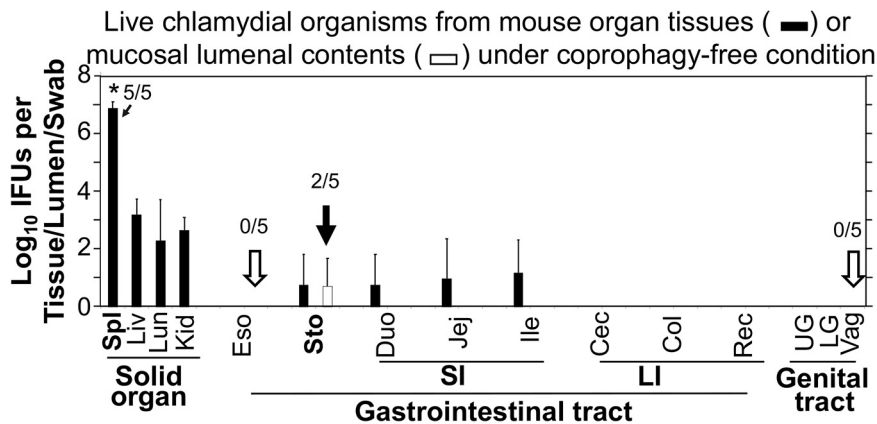 Live chlamydial organisms from mouse organ tissues ( ) or
mucosal lumenal contents ( ) under coprophagy-free condition
Log10 IFUs per
Tissue/Lumen/Swab
8
6
4
2
0
* 5/5
0/5
2/5
0/5
Spl
Liv
Lun
Kid
Eso
Sto
Duo
Jej
Ile
Cec
Col
Rec
UG
LG
Vag
Solid
organ
SI
LI
Genital
tract
Gastrointestinal tract